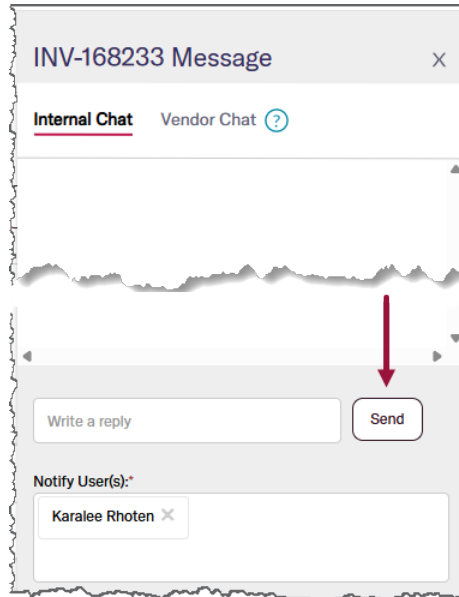 INV-168233 Message X
Internal Chat Vendor Chat ?
Write a reply Send
Notify User(s):*
Karalee Rhoten ×